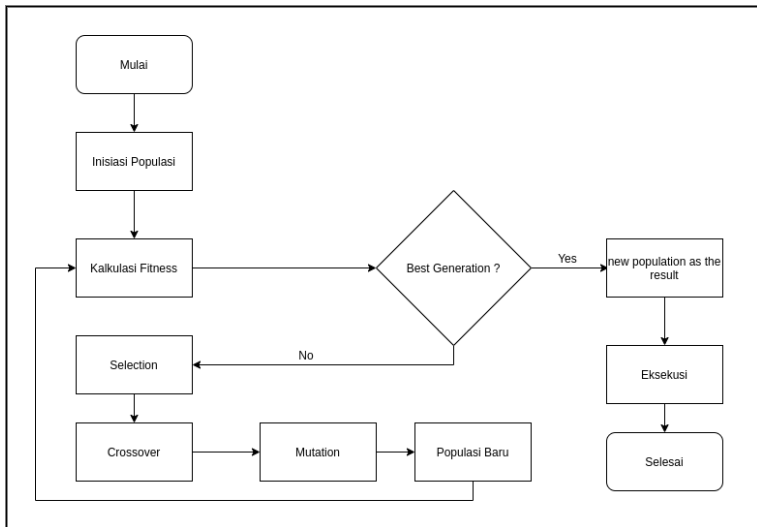 Mulai
Inisiasi Populasi
Kalkulasi Fitness
Best Generation ?
Yes
new population as the
result
No
Selection
Eksekusi
Crossover
Mutation
Populasi Baru
Selesai